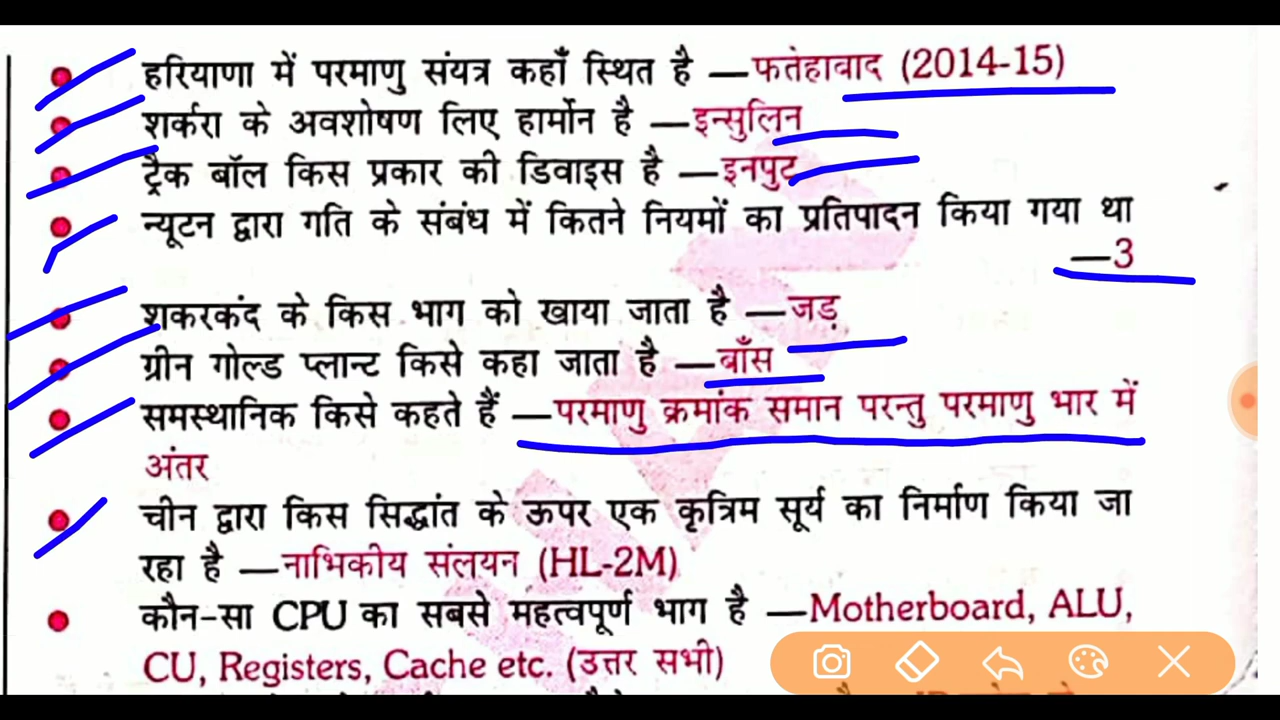 हरियाणा में परमाणु संयत्र कहाँ स्थित है —फतेहावाद (2014-15)
शर्करा के अवशोषण लिए हार्मोन है —इन्सुलिन
ट्रैक बॉल किस प्रकार की डिवाइस है —इनपुट
न्यूटन द्वारा गति के संबंध में कितने नियमों का प्रतिपादन किया गया था
—3
शकरकंद के किस भाग को खाया जाता है —जड़
ग्रीन गोल्ड प्लान्ट किसे कहा जाता है —बाँस
समस्थानिक किसे कहते हैं —परमाणु क्रमांक समान परन्तु परमाणु भार में
अंतर
चीन द्वारा किस सिद्धांत के ऊपर एक कृत्रिम सूर्य का निर्माण किया जा
रहा है —नाभिकीय संलयन (HL-2M)
कौन-सा CPU का सबसे महत्वपूर्ण भाग है —Motherboard, ALU,
CU, Registers, Cache etc. (उत्तर सभी)